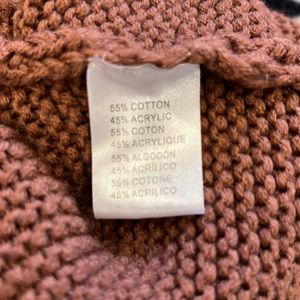 55% COTTON
45% ACRYLIC
55% COTON
45% ACRYLIQUE
55% ALGODÓN
45% ACRÍLICO
55% COTONE
45% ACRILICO